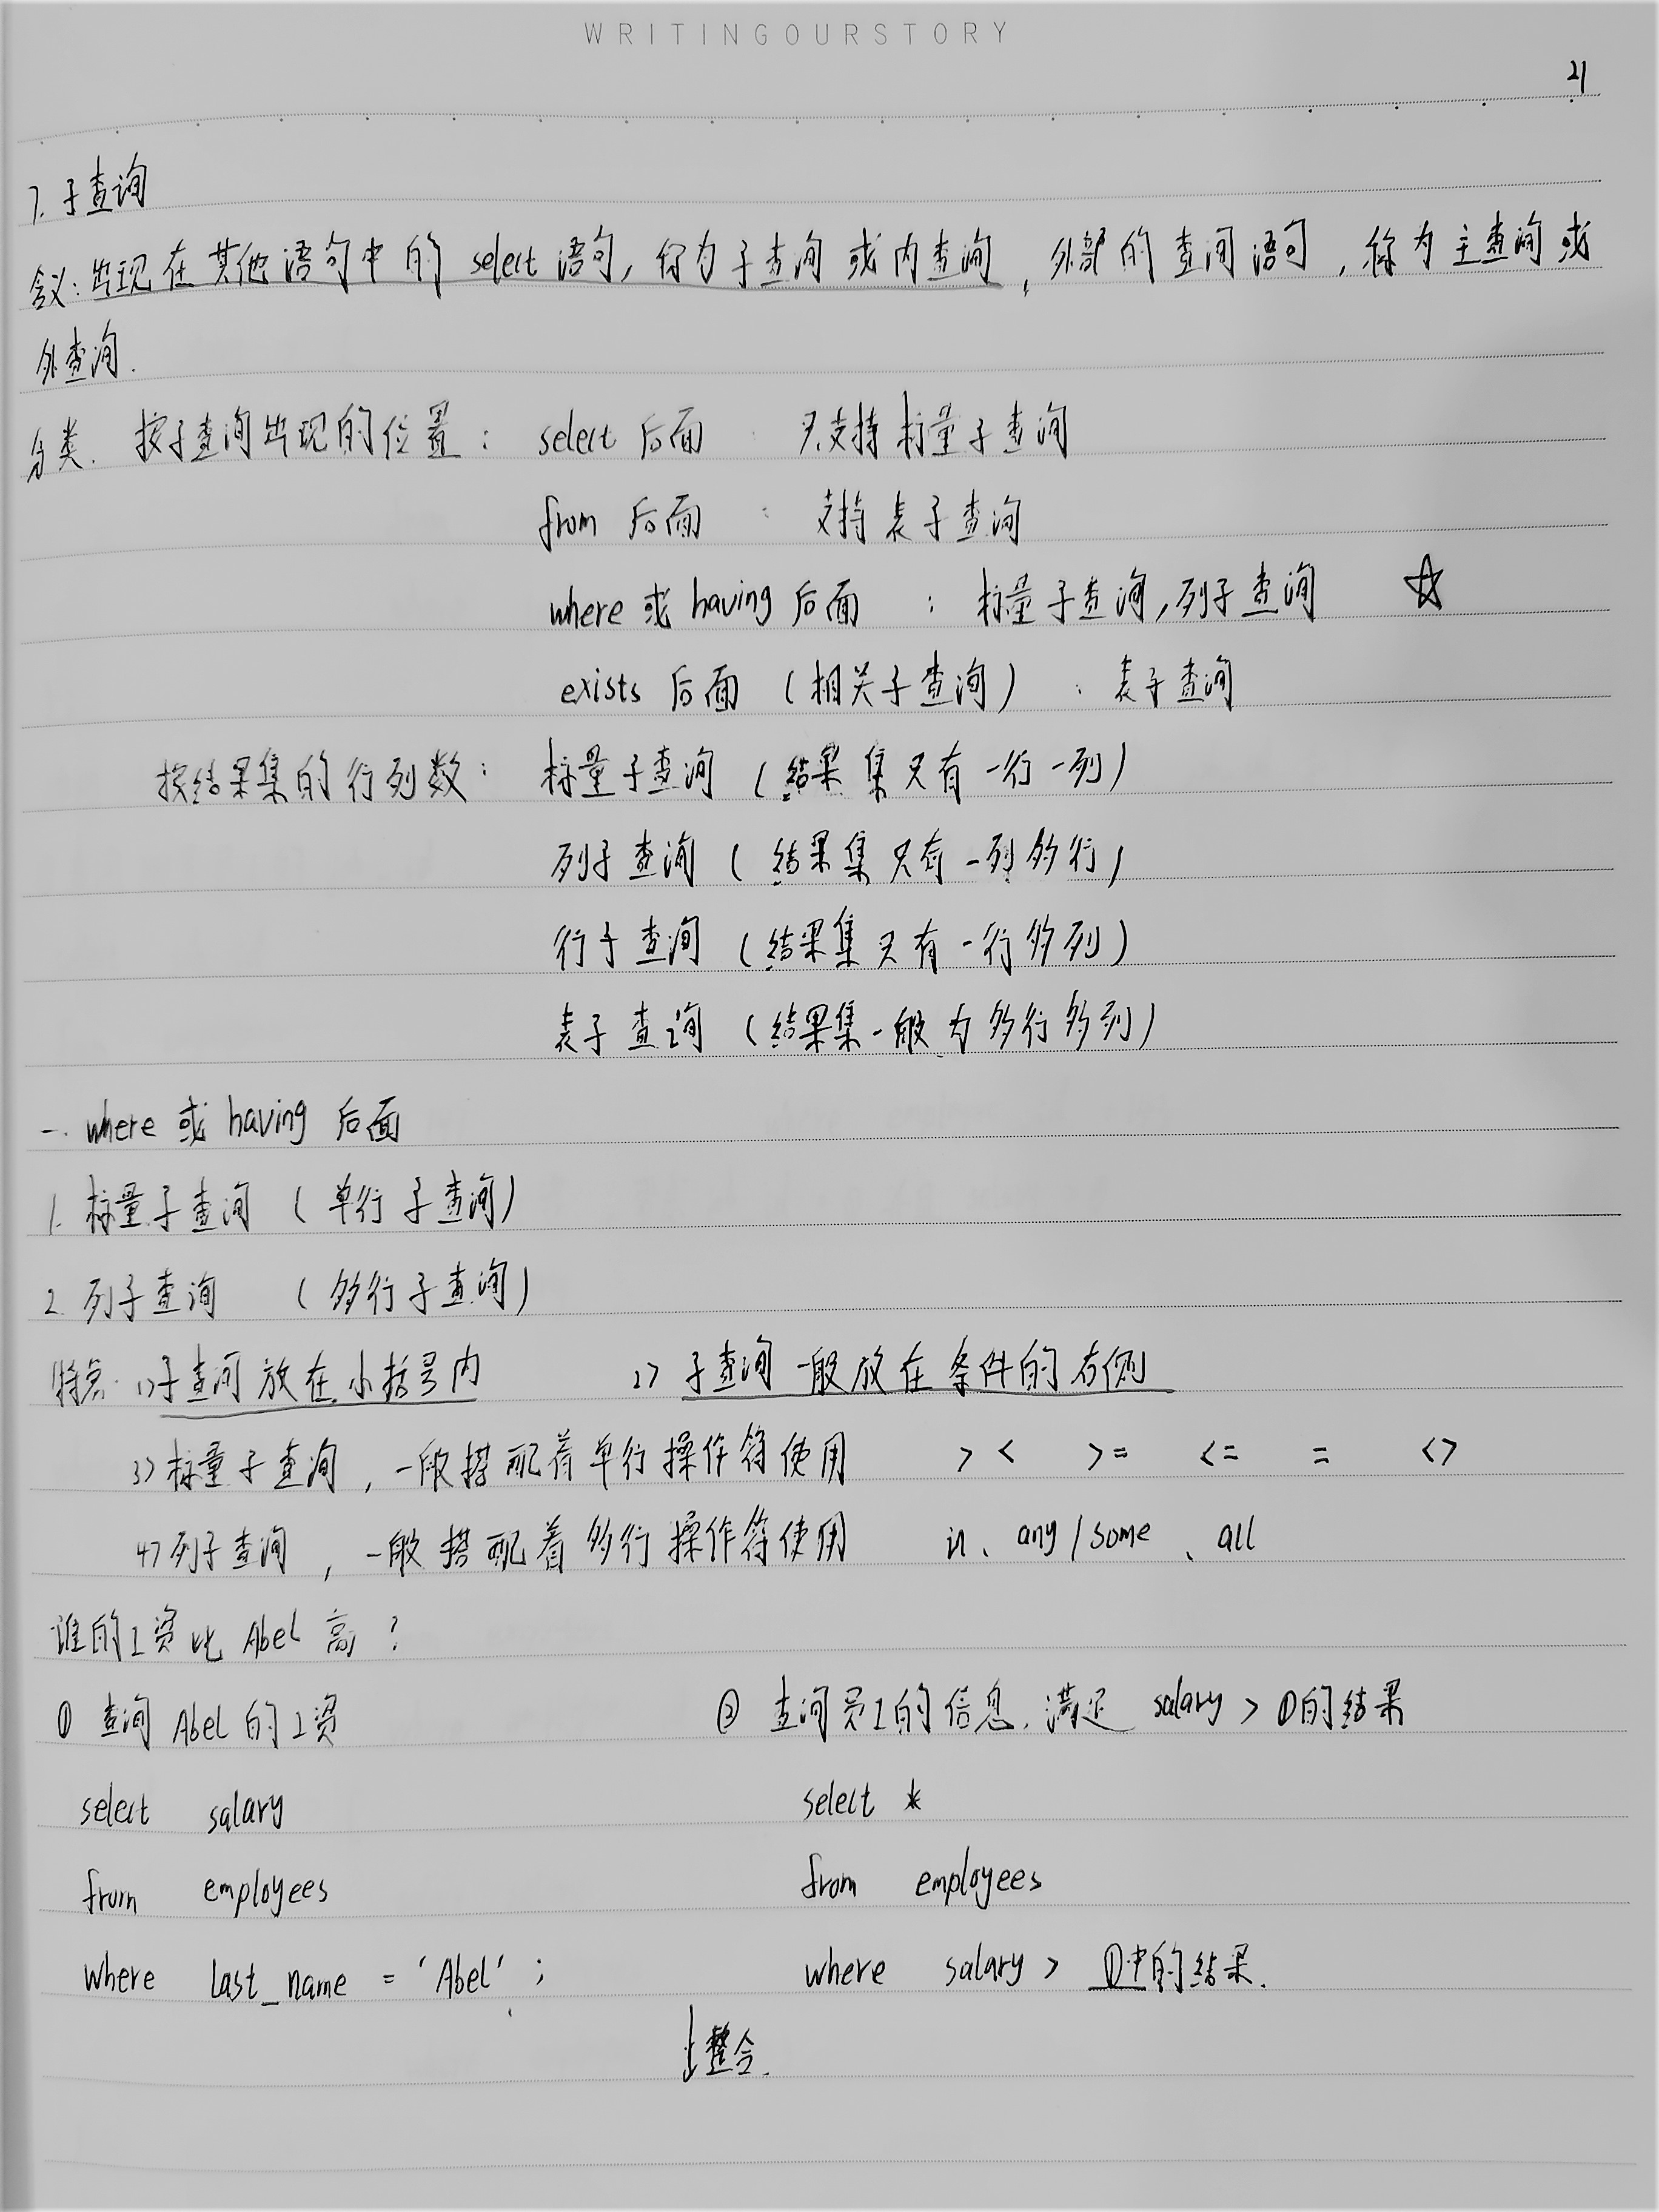 WRITINGOURSTORY
21
7. 子查询
含义：出现在其他语句中的 select 语句，称为子查询或内查询，外部的查询语句，称为主查询或
外查询.
分类. 按子查询出现的位置： select 后面 只支持标量子查询
from 后面 ： 支持表子查询
where 或 having 后面 ： 标量子查询，列子查询 ☆
exists 后面 (相关子查询) ： 表子查询
按结果集的行列数： 标量子查询 (结果集只有一行一列)
列子查询 (结果集只有一列多行)
行子查询 (结果集只有一行多列)
表子查询 (结果集一般为多行多列)
一. where 或 having 后面
1. 标量子查询 (单行子查询)
2. 列子查询 (多行子查询)
特点. 1>子查询放在小括号内 2> 子查询一般放在条件的右侧
3>标量子查询，一般搭配着单行操作符使用 > < >= <= = <>
4>列子查询，一般搭配着多行操作符使用 in、any/some、all
谁的工资比 Abel 高？
① 查询 Abel 的工资 ② 查询员工的信息，满足 salary > ①的结果
select salary select *
from employees from employees
where last_name = 'Abel'; where salary > ①中的结果.
↓整合.